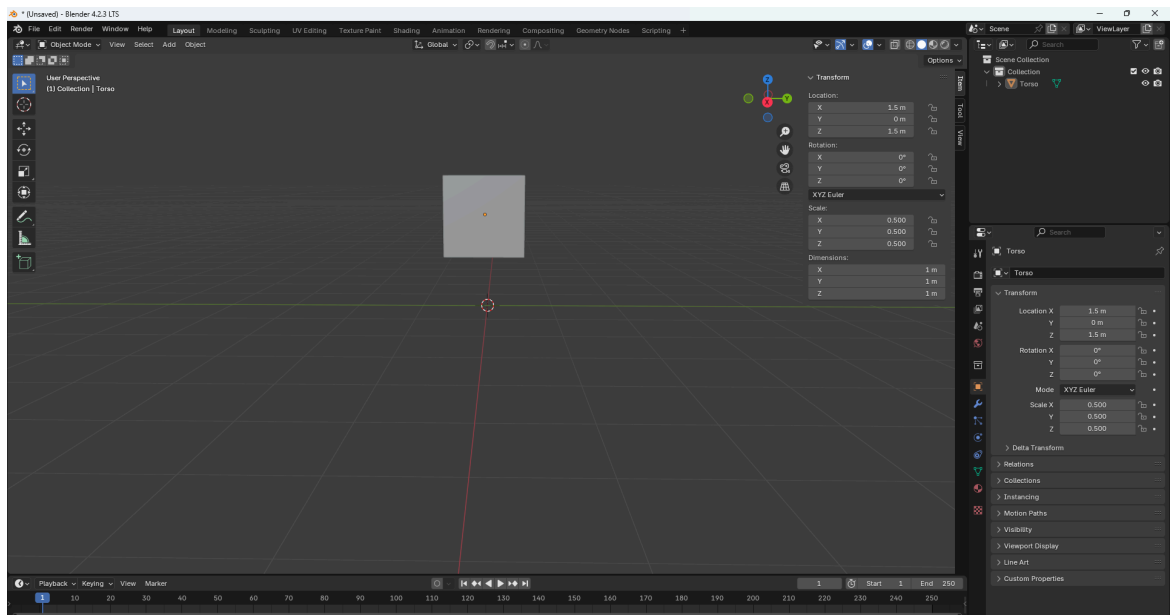 * (Unsaved) - Blender 4.2.3 LTS
File Edit Render Window Help Layout Modeling Sculpting UV Editing Texture Paint Shading Animation Rendering Compositing Geometry Nodes Scripting + Scene ViewLayer
Object Mode View Select Add Object Global Search
Options
User Perspective
(1) Collection | Torso
Z
Y
X
Transform
Location:
X 1.5 m
Y 0 m
Z 1.5 m
Rotation:
X 0°
Y 0°
Z 0°
XYZ Euler
Scale:
X 0.500
Y 0.500
Z 0.500
Dimensions:
X 1 m
Y 1 m
Z 1 m
Item
Tool
View
Scene Collection
Collection
Torso
Search
Torso
Torso
Transform
Location X 1.5 m
Y 0 m
Z 1.5 m
Rotation X 0°
Y 0°
Z 0°
Mode XYZ Euler
Scale X 0.500
Y 0.500
Z 0.500
Delta Transform
Relations
Collections
Instancing
Motion Paths
Visibility
Viewport Display
Line Art
Custom Properties
Playback Keying View Marker 1 Start 1 End 250
1 10 20 30 40 50 60 70 80 90 100 110 120 130 140 150 160 170 180 190 200 210 220 230 240 250